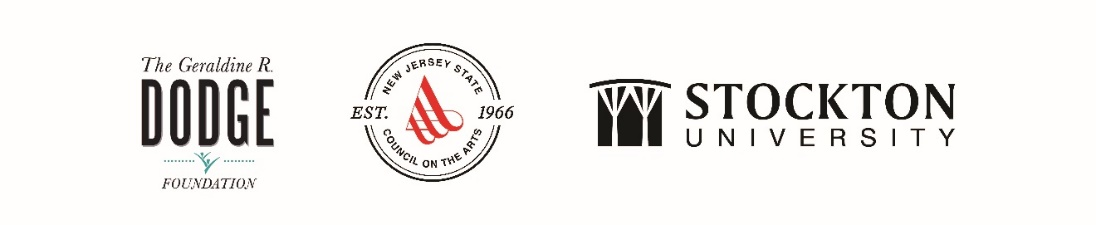 The Geraldine R.
DODGE
FOUNDATION
NEW JERSEY STATE
EST. 1966
COUNCIL ON THE ARTS
STOCKTON
UNIVERSITY